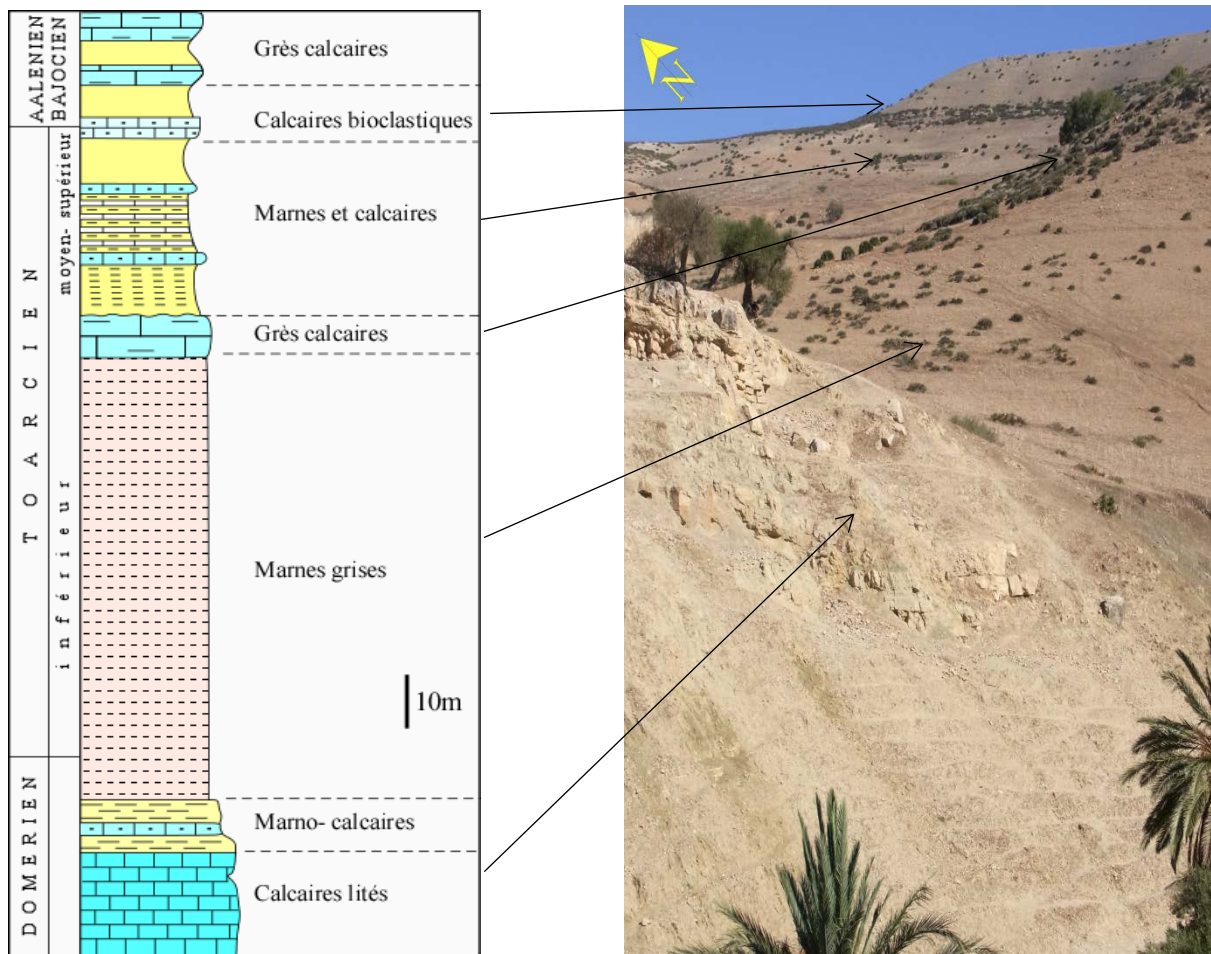 AALENIEN
BAJOCIEN
Grès calcaires
Calcaires bioclastiques
TOARCIEN
moyen- supérieur
Marnes et calcaires
Grès calcaires
inférieur
Marnes grises
10m
DOMERIEN
Marno- calcaires
Calcaires lités
N